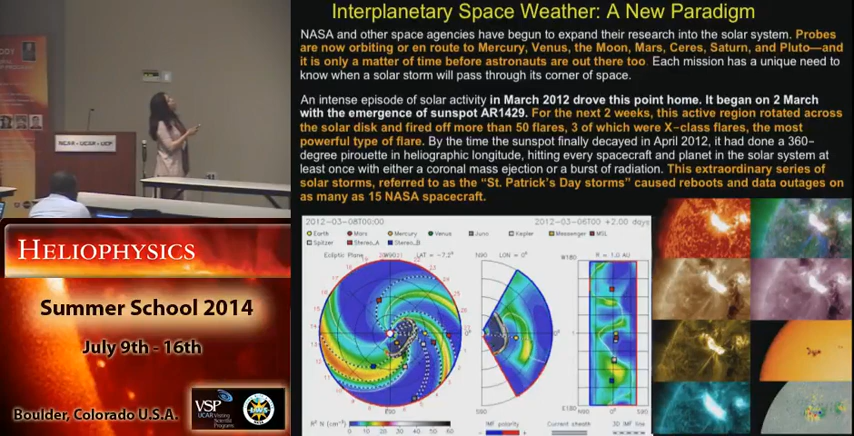 Interplanetary Space Weather: A New Paradigm
NASA and other space agencies have begun to expand their research into the solar system. Probes
are now orbiting or en route to Mercury, Venus, the Moon, Mars, Ceres, Saturn, and Pluto—and
it is only a matter of time before astronauts are out there too. Each mission has a unique need to
know when a solar storm will pass through its corner of space.
An intense episode of solar activity in March 2012 drove this point home. It began on 2 March
with the emergence of sunspot AR1429. For the next 2 weeks, this active region rotated across
the solar disk and fired off more than 50 flares, 3 of which were X-class flares, the most
powerful type of flare. By the time the sunspot finally decayed in April 2012, it had done a 360-
degree pirouette in heliographic longitude, hitting every spacecraft and planet in the solar system at
least once with either a coronal mass ejection or a burst of radiation. This extraordinary series of
solar storms, referred to as the “St. Patrick's Day storms” caused reboots and data outages on
as many as 15 NASA spacecraft.
2012-03-08T00:00
2012-03-06T00 +2.00 days
Earth Mars Mercury Venus Juno Kepler Messenger MSL
Spitzer Stereo_A Stereo_B
Ecliptic Plane
LAT = -7.2°
LON = 0°
R = 1.0 AU
0 10 20 30 40 50 60
IMF polarity
Current sheath
3D IMF line
NCAR - UCAR - UCP
HELIOPHYSICS
Summer School 2014
July 9th - 16th
Boulder, Colorado U.S.A.
VSP
UCAR Visiting
Scientist
Programs